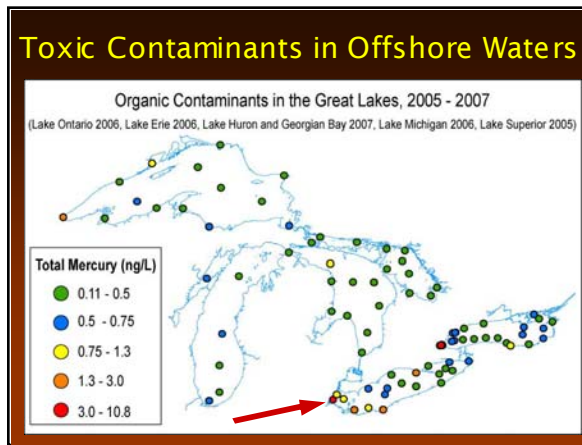 Toxic Contaminants in Offshore Waters
Organic Contaminants in the Great Lakes, 2005 - 2007
(Lake Ontario 2006, Lake Erie 2006, Lake Huron and Georgian Bay 2007, Lake Michigan 2006, Lake Superior 2005)
Total Mercury (ng/L)
0.11 - 0.5
0.5 - 0.75
0.75 - 1.3
1.3 - 3.0
3.0 - 10.8